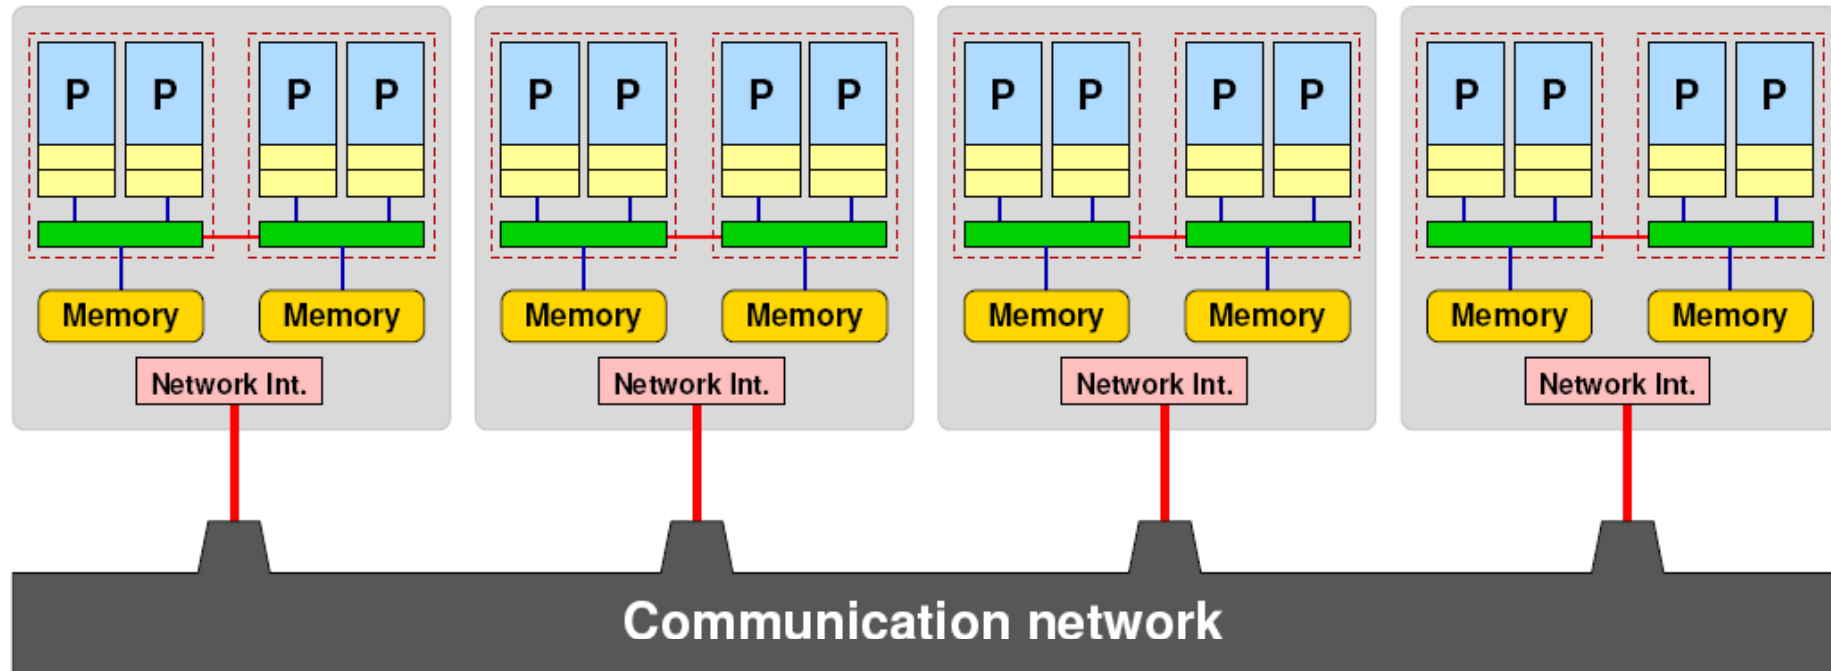 P P P P P P P P P P P P P P P P
Memory Memory Memory Memory Memory Memory Memory Memory
Network Int. Network Int. Network Int. Network Int.
Communication network